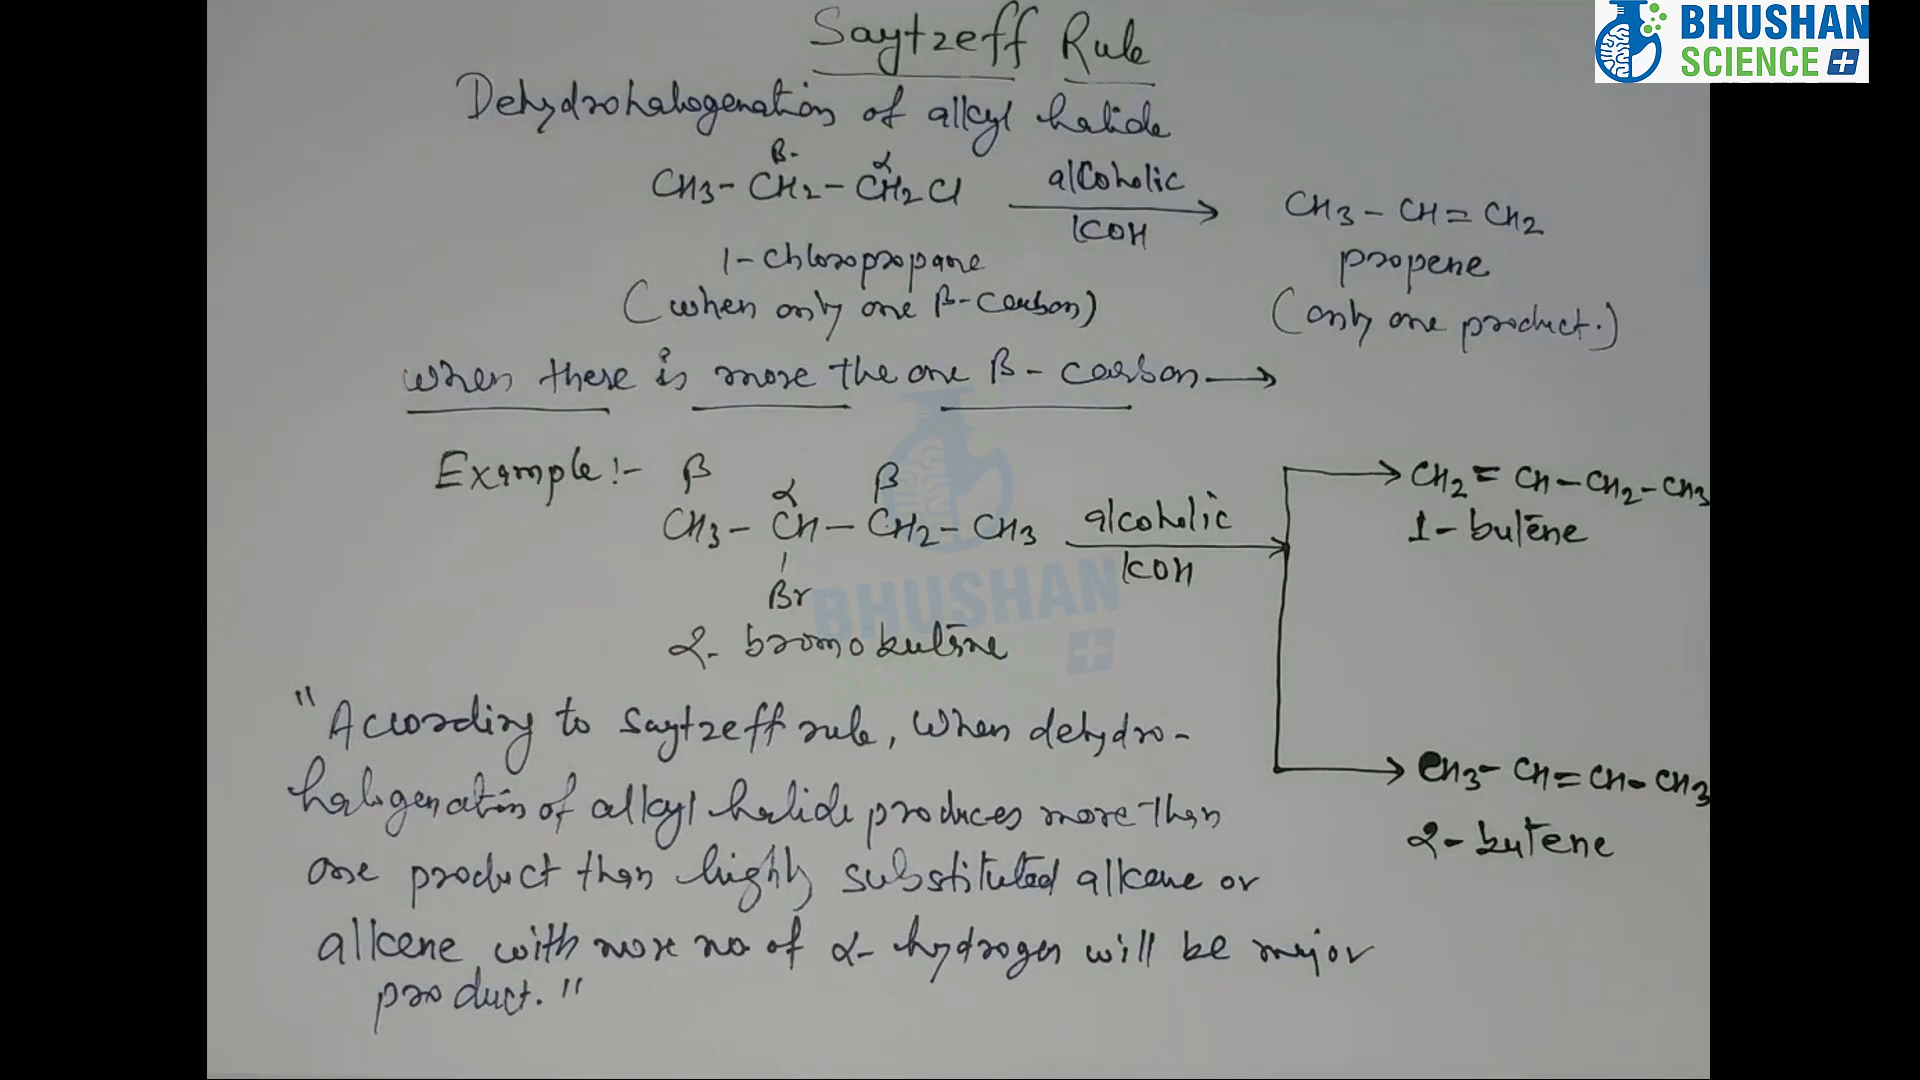 BHUSHAN
SCIENCE +
Saytzeff Rule
Dehydrohalogenation of alkyl halide
β- α
CH3- CH2- CH2Cl alcoholic
KOH
CH3 - CH = CH2
1- Chloropropane
propene
(when only one β-carbon)
(only one product.)
when there is more the one β- carbon →
Example:- β α β
CH3- CH- CH2- CH3 alcoholic
KOH
CH2 = CH-CH2-CH3
1- butene
Br
2- bromobutene
CH3- CH=CH- CH3
2- butene
BHUSHAN
SCIENCE +
"According to Saytzeff rule, when dehydro-
halogenation of alkyl halide produces more than
one product then highly substituted alkene or
alkene with more no of α- hydrogen will be major
product."